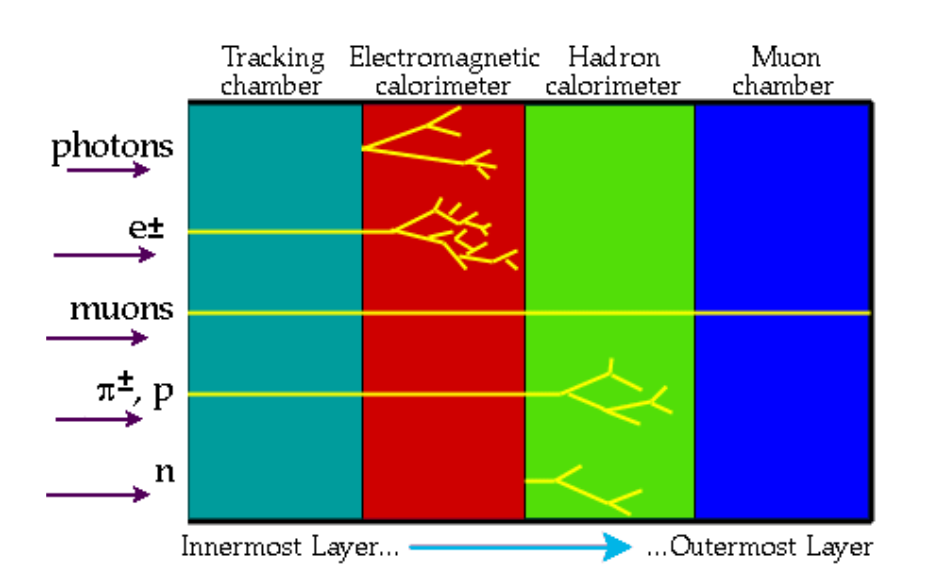 Tracking chamber
Electromagnetic calorimeter
Hadron calorimeter
Muon chamber
photons
e±
muons
π±, p
n
Innermost Layer...
...Outermost Layer